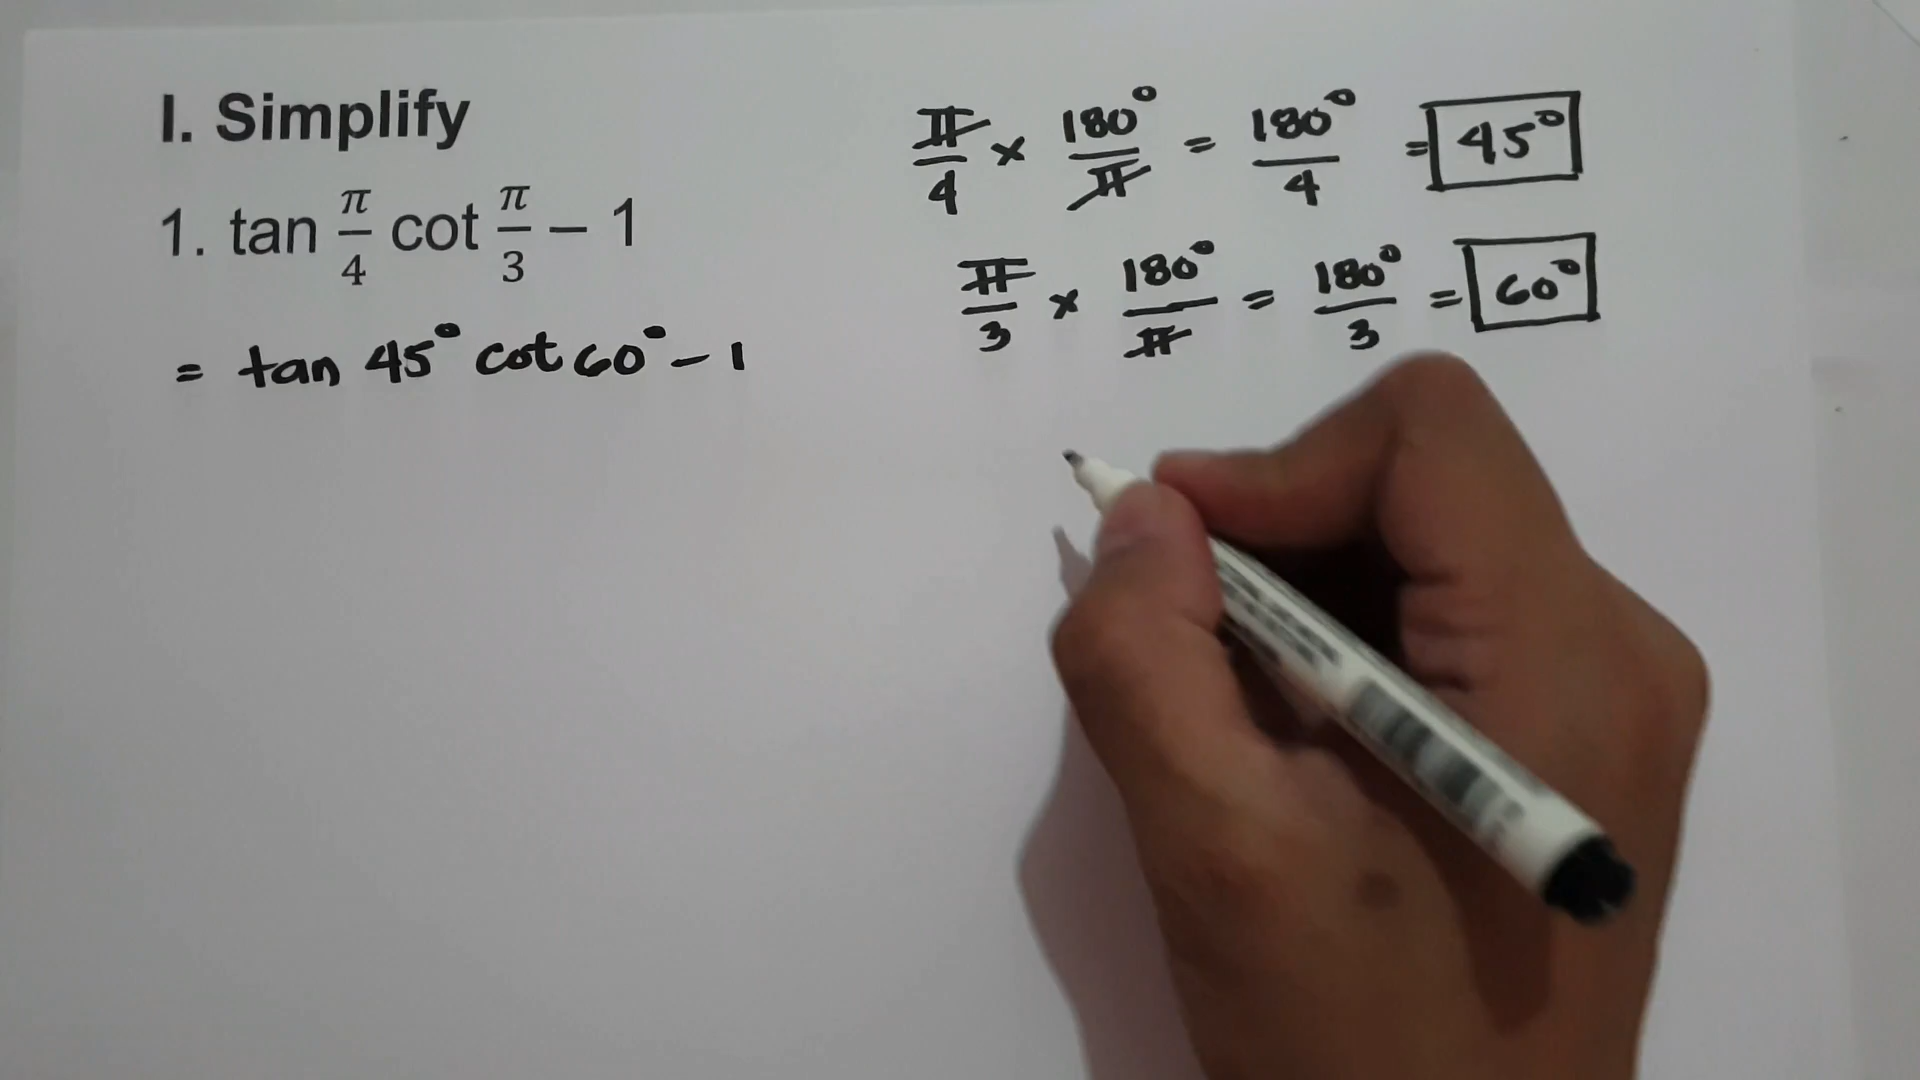 I. Simplify
1. tan π/4 cot π/3 – 1
= tan 45° cot 60° – 1
π/4 × 180°/π = 180°/4 = 45°
π/3 × 180°/π = 180°/3 = 60°